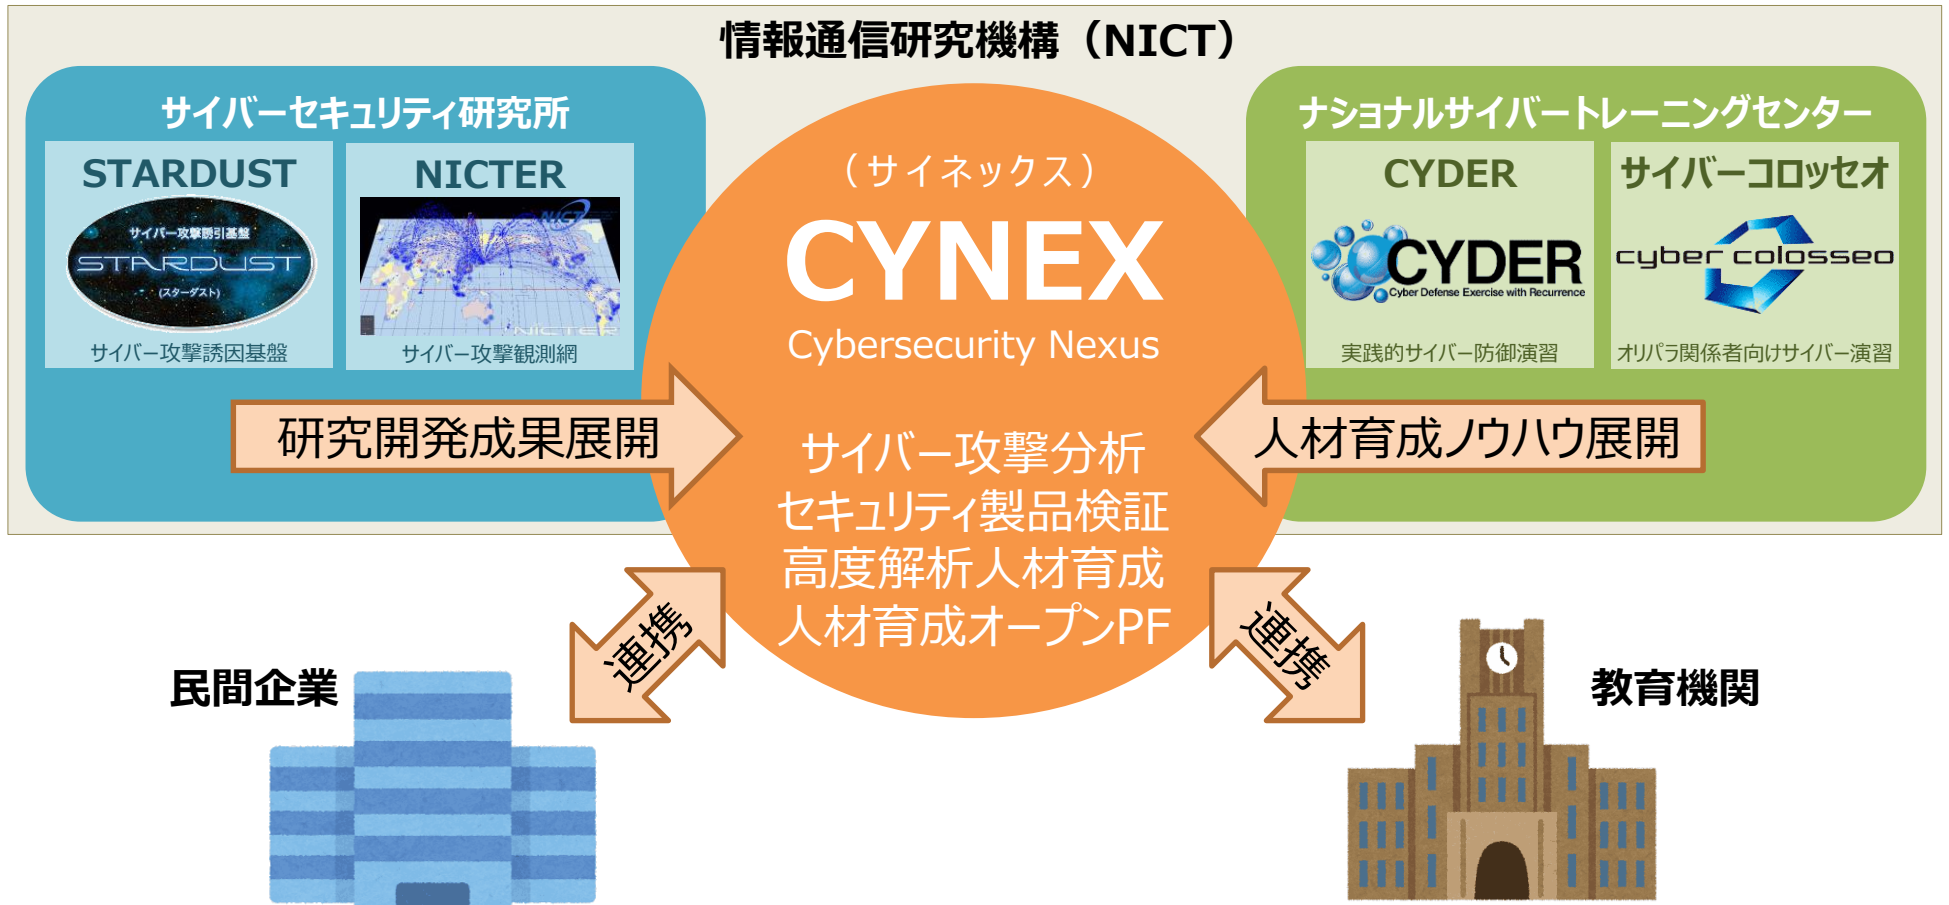 情報通信研究機構（NICT）
サイバーセキュリティ研究所
STARDUST
サイバー攻撃誘引基盤
STARDUST
(スターダスト)
サイバー攻撃誘因基盤
NICTER
NICT
NICTER
サイバー攻撃観測網
研究開発成果展開
（サイネックス）
CYNEX
Cybersecurity Nexus
サイバー攻撃分析
セキュリティ製品検証
高度解析人材育成
人材育成オープンPF
ナショナルサイバートレーニングセンター
CYDER
CYDER
Cyber Defense Exercise with Recurrence
実践的サイバー防御演習
サイバーコロッセオ
cyber colosseo
オリパラ関係者向けサイバー演習
人材育成ノウハウ展開
連携
連携
民間企業
教育機関